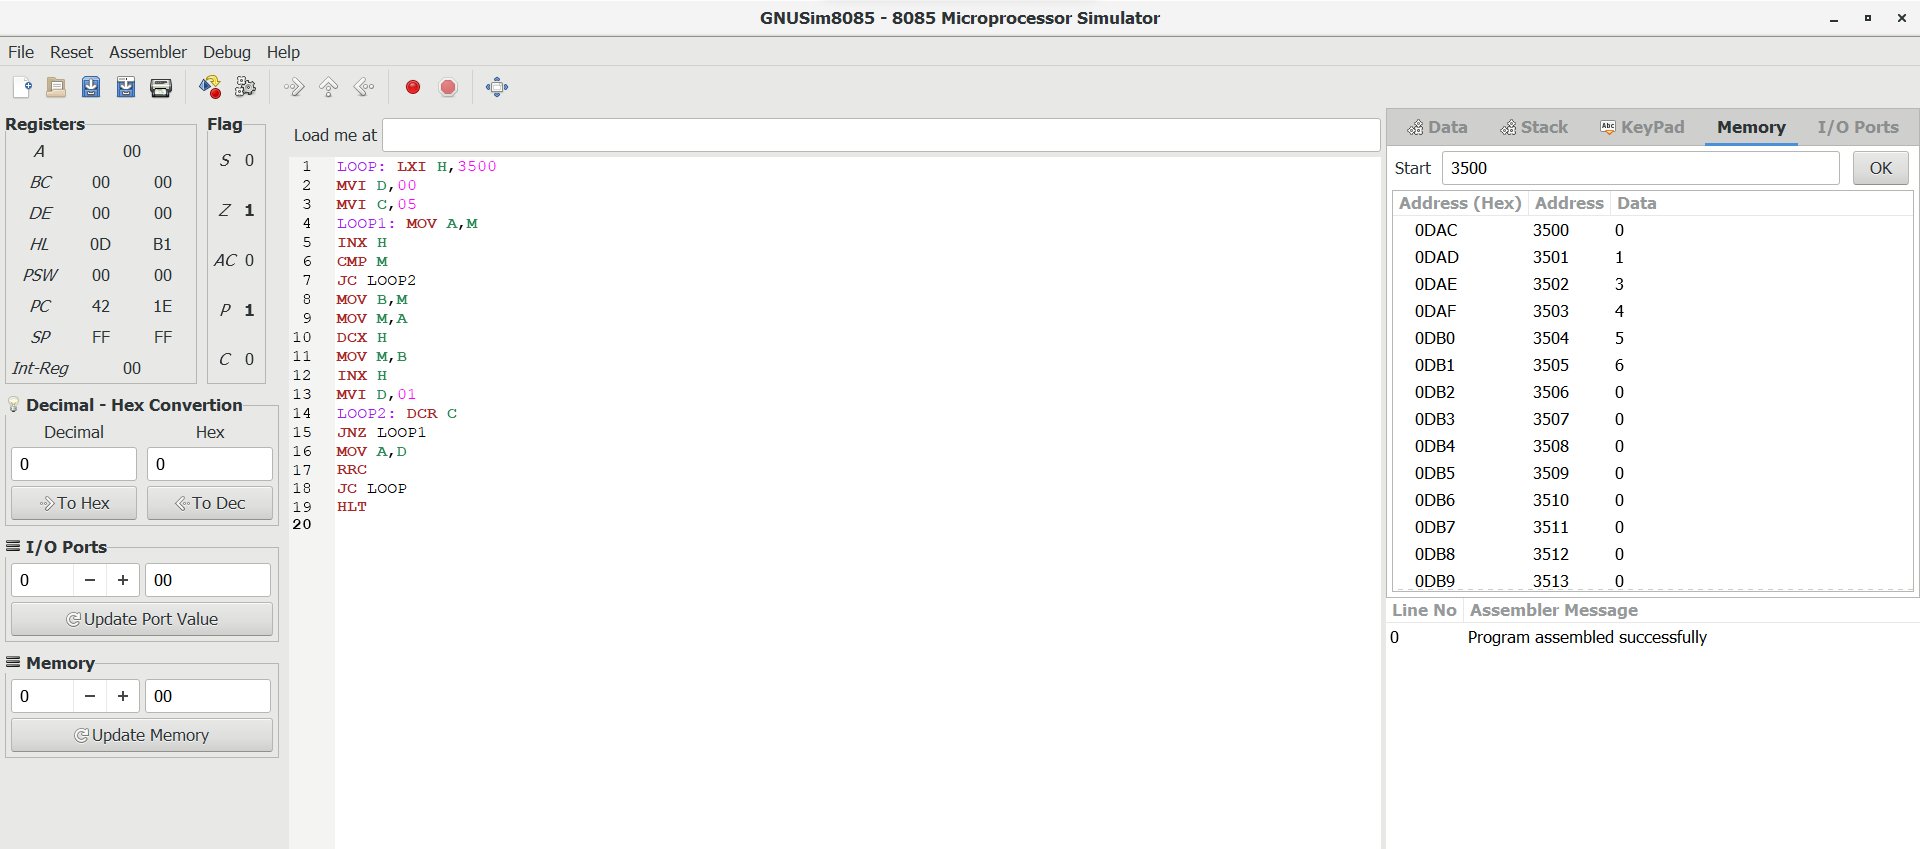 GNUSim8085 - 8085 Microprocessor Simulator
File Reset Assembler Debug Help
Registers
A 00
BC 00 00
DE 00 00
HL 0D B1
PSW 00 00
PC 42 1E
SP FF FF
Int-Reg 00
Flag
S 0
Z 1
AC 0
P 1
C 0
Decimal - Hex Convertion
Decimal Hex
0 0
To Hex To Dec
I/O Ports
0 − + 00
Update Port Value
Memory
0 − + 00
Update Memory
Load me at
1 LOOP: LXI H,3500
2 MVI D,00
3 MVI C,05
4 LOOP1: MOV A,M
5 INX H
6 CMP M
7 JC LOOP2
8 MOV B,M
9 MOV M,A
10 DCX H
11 MOV M,B
12 INX H
13 MVI D,01
14 LOOP2: DCR C
15 JNZ LOOP1
16 MOV A,D
17 RRC
18 JC LOOP
19 HLT
20
Data Stack Abc KeyPad Memory I/O Ports
Start 3500 OK
Address (Hex) Address Data
0DAC 3500 0
0DAD 3501 1
0DAE 3502 3
0DAF 3503 4
0DB0 3504 5
0DB1 3505 6
0DB2 3506 0
0DB3 3507 0
0DB4 3508 0
0DB5 3509 0
0DB6 3510 0
0DB7 3511 0
0DB8 3512 0
0DB9 3513 0
Line No Assembler Message
0 Program assembled successfully